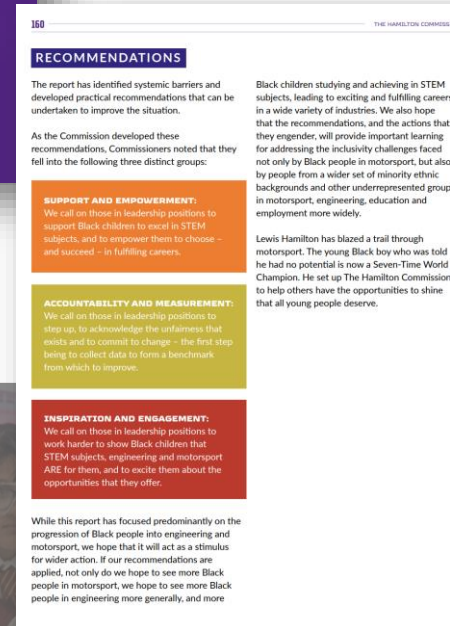 160
THE HAMILTON COMMISS
RECOMMENDATIONS
The report has identified systemic barriers and
developed practical recommendations that can be
undertaken to improve the situation.
As the Commission developed these
recommendations, Commissioners noted that they
fell into the following three distinct groups:
SUPPORT AND EMPOWERMENT:
We call on those in leadership positions to
support Black children to excel in STEM
subjects, and to empower them to choose –
and succeed – in fulfilling careers.
ACCOUNTABILITY AND MEASUREMENT:
We call on those in leadership positions to
step up, to acknowledge the unfairness that
exists and to commit to change – the first step
being to collect data to form a benchmark
from which to improve.
INSPIRATION AND ENGAGEMENT:
We call on those in leadership positions to
work harder to show Black children that
STEM subjects, engineering and motorsport
ARE for them, and to excite them about the
opportunities that they offer.
While this report has focused predominantly on the
progression of Black people into engineering and
motorsport, we hope that it will act as a stimulus
for wider action. If our recommendations are
applied, not only do we hope to see more Black
people in motorsport, we hope to see more Black
people in engineering more generally, and more
Black children studying and achieving in STEM
subjects, leading to exciting and fulfilling careers
in a wide variety of industries. We also hope
that the recommendations, and the actions that
they engender, will provide important learning
for addressing the inclusivity challenges faced
not only by Black people in motorsport, but also
by people from a wider set of minority ethnic
backgrounds and other underrepresented group
in motorsport, engineering, education and
employment more widely.
Lewis Hamilton has blazed a trail through
motorsport. The young Black boy who was told
he had no potential is now a Seven-Time World
Champion. He set up The Hamilton Commission
to help others have the opportunities to shine
that all young people deserve.